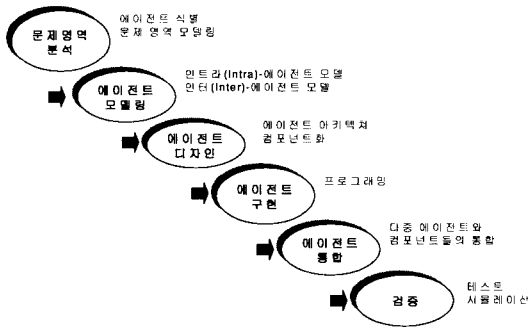 문제영역
분석
에이전트 식별
문제 영역 모델링
에이전트
모델링
인트라(Intra)-에이전트 모델
인터(Inter)-에이전트 모델
에이전트
디자인
에이전트 아키텍쳐
컴포넌트화
에이전트
구현
프로그래밍
에이전트
통합
다중 에이전트와
컴포넌트들의 통합
검증
테스트
시뮬레이션